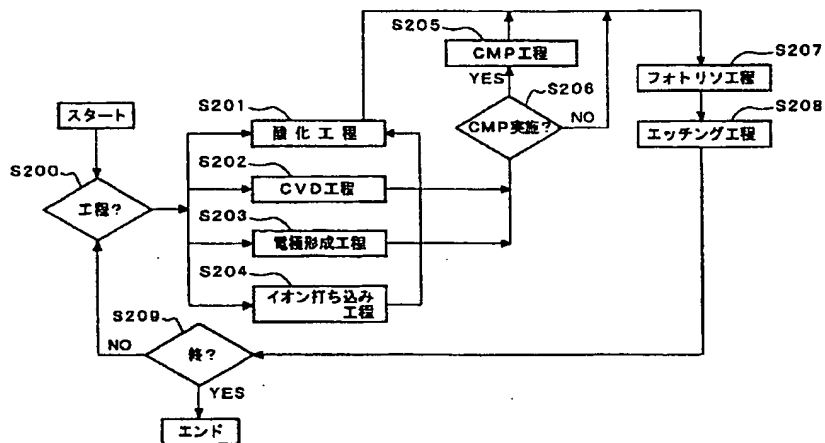 S205
CMP工程
YES
S207
フォトリソ工程
S206
S201
スタート
酸化工程
CMP実施?
NO
S208
エッチング工程
S200
S202
工程?
CVD工程
S203
電極形成工程
S204
イオン打ち込み
工程
S209
NO
終?
YES
エンド